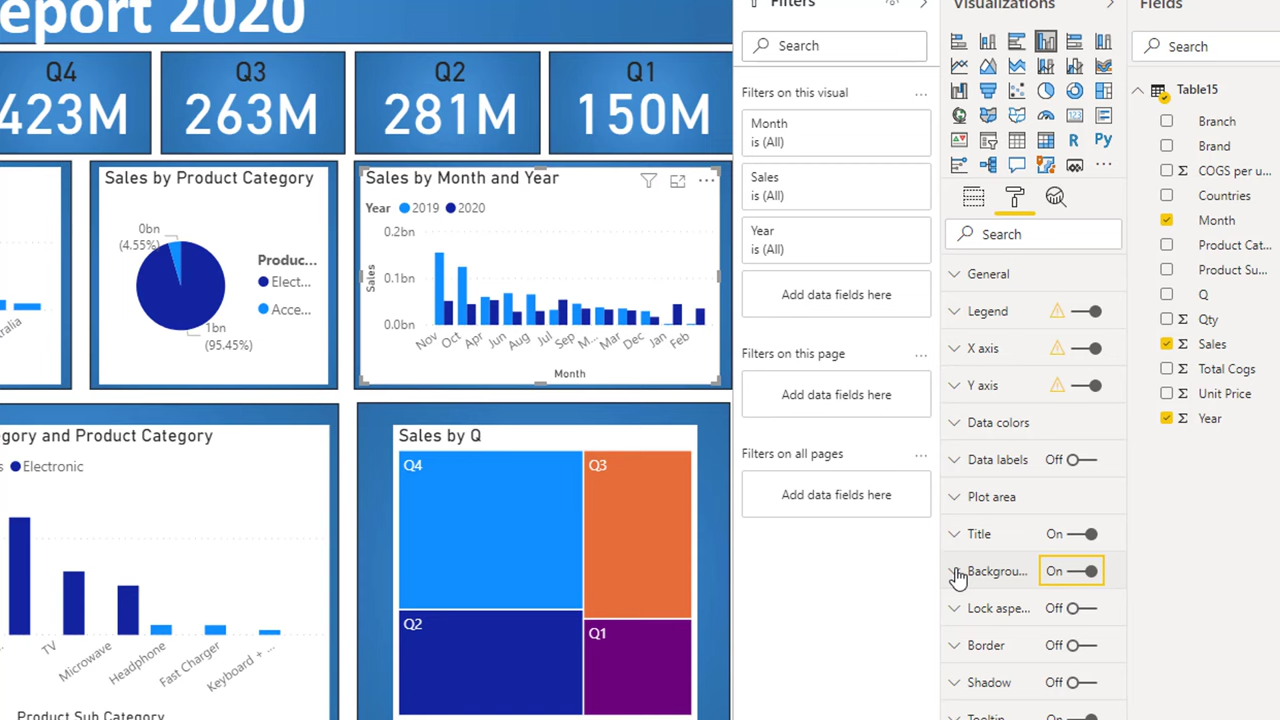 eport 2020
Q4
423M
Q3
263M
Q2
281M
Q1
150M
ralia
Sales by Product Category
0bn
(4.55%)
1bn
(95.45%)
Produc...
Elect...
Acce...
Sales by Month and Year
Year 2019 2020
0.2bn
0.1bn
0.0bn
Sales
Nov Oct Apr Jun Aug Jul Sep M... Mar Dec Jan Feb
Month
egory and Product Category
s Electronic
TV
Microwave
Headphone
Fast Charger
Keyboard + ...
Product Sub Category
Sales by Q
Q4
Q3
Q2
Q1
Filters
Search
Filters on this visual ...
Month
is (All)
Sales
is (All)
Year
is (All)
Add data fields here
Filters on this page ...
Add data fields here
Filters on all pages ...
Add data fields here
Visualizations
R Py
Search
General
Legend
X axis
Y axis
Data colors
Data labels Off
Plot area
Title On
Backgrou... On
Lock aspe... Off
Border Off
Shadow Off
Tooltip
Fields
Search
Table15
Branch
Brand
Σ COGS per u...
Countries
Month
Product Cat...
Product Su...
Q
Σ Qty
Σ Sales
Σ Total Cogs
Σ Unit Price
Σ Year